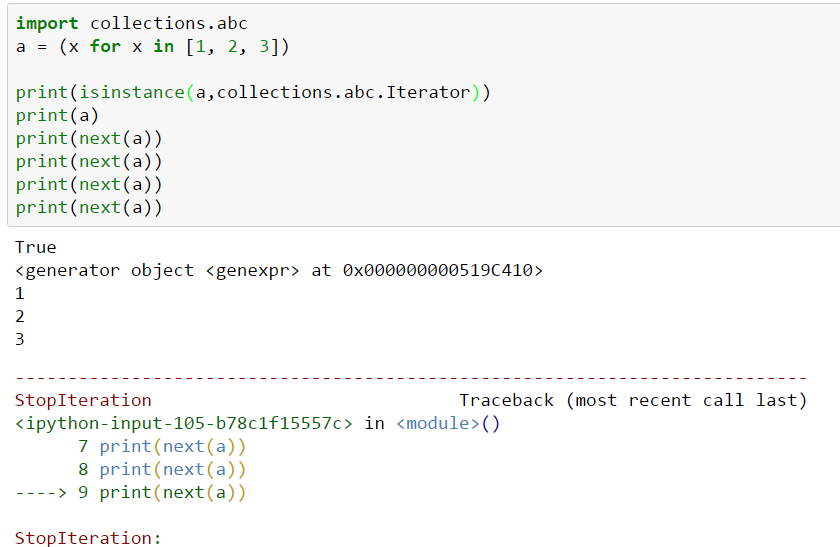 import collections.abc
a = (x for x in [1, 2, 3])
print(isinstance(a,collections.abc.Iterator))
print(a)
print(next(a))
print(next(a))
print(next(a))
print(next(a))
True
<generator object <genexpr> at 0x000000000519C410>
1
2
3
---------------------------------------------------------------------------
StopIteration                             Traceback (most recent call last)
<ipython-input-105-b78c1f15557c> in <module>()
      7 print(next(a))
      8 print(next(a))
----> 9 print(next(a))
StopIteration: